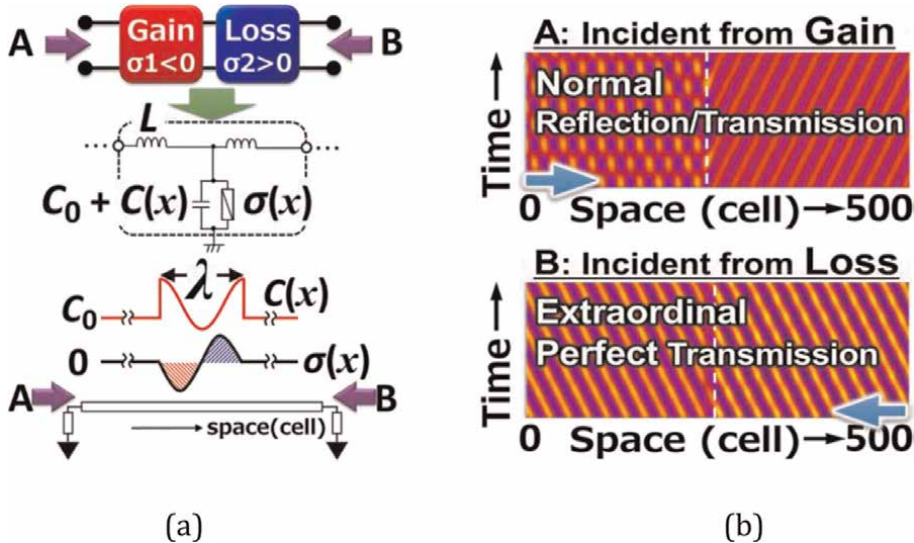 A
Gain
σ1<0
Loss
σ2>0
B
L
...
...
C₀ + C(x)
σ(x)
λ
C₀
C(x)
0
σ(x)
A
B
space(cell)
(a)
A: Incident from Gain
Time
Normal
Reflection/Transmission
0 Space (cell) → 500
B: Incident from Loss
Time
Extraordinal
Perfect Transmission
0 Space (cell) → 500
(b)